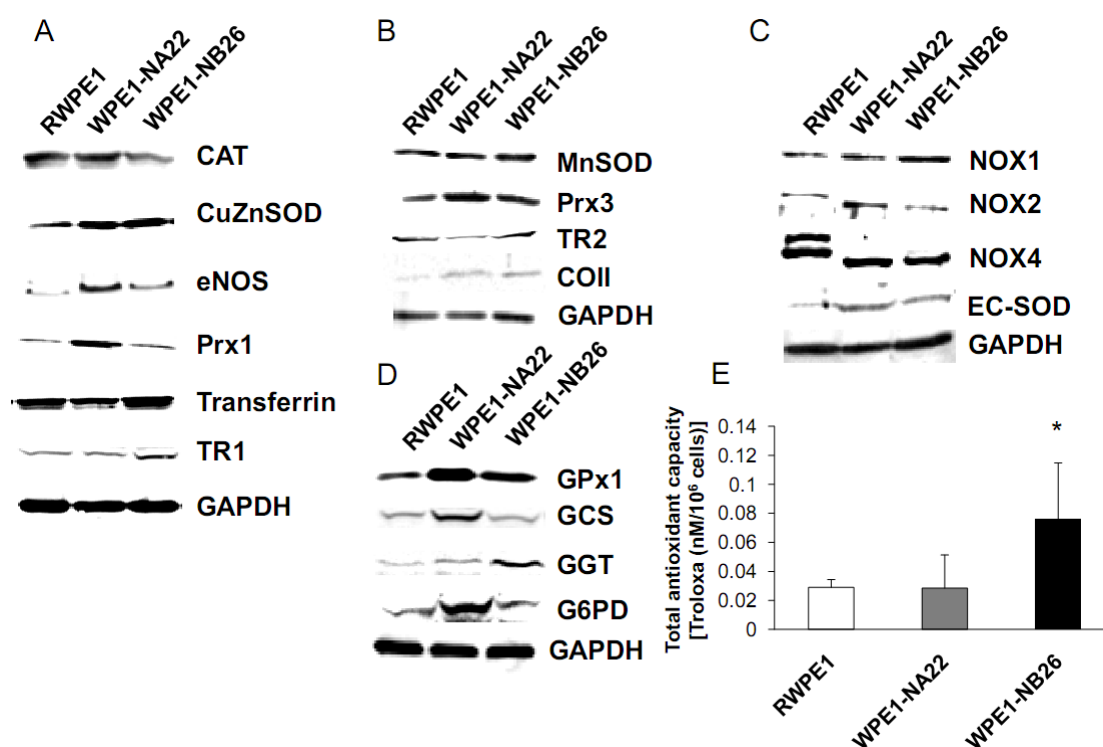 A
RWPE1
WPE1-NA22
WPE1-NB26
CAT
CuZnSOD
eNOS
Prx1
Transferrin
TR1
GAPDH
B
RWPE1
WPE1-NA22
WPE1-NB26
MnSOD
Prx3
TR2
COII
GAPDH
C
RWPE1
WPE1-NA22
WPE1-NB26
NOX1
NOX2
NOX4
EC-SOD
GAPDH
D
RWPE1
WPE1-NA22
WPE1-NB26
GPx1
GCS
GGT
G6PD
GAPDH
E
Total antioxidant capacity
[Troloxa (nM/10⁶ cells)]
0.14
0.12
0.1
0.08
0.06
0.04
0.02
0
*
RWPE1
WPE1-NA22
WPE1-NB26